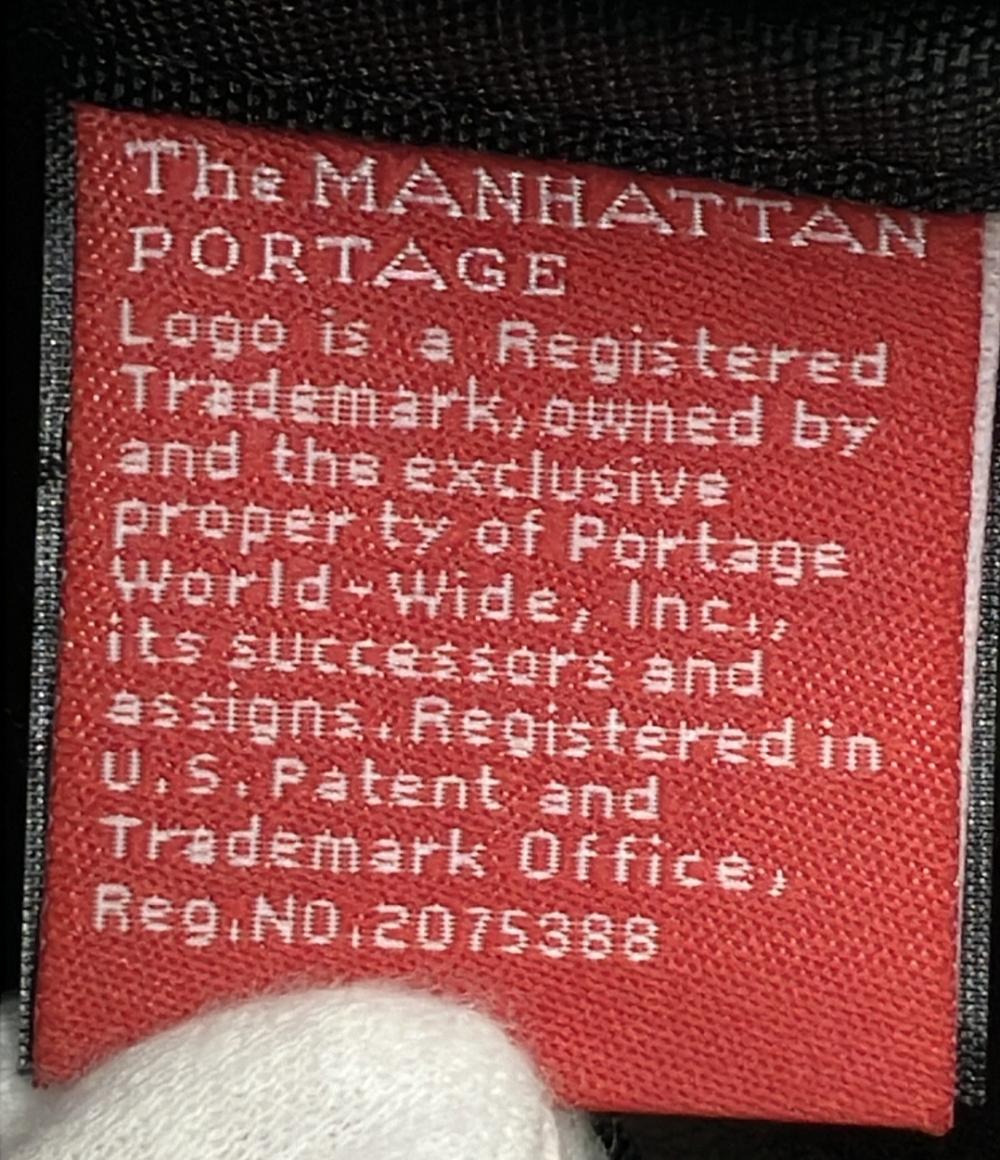 The MANHATTAN
PORTAGE
Logo is a Registered
Trademark, owned by
and the exclusive
property of Portage
World-Wide, Inc.,
its successors and
assigns. Registered in
U.S. Patent and
Trademark Office,
Reg.NO.2075388